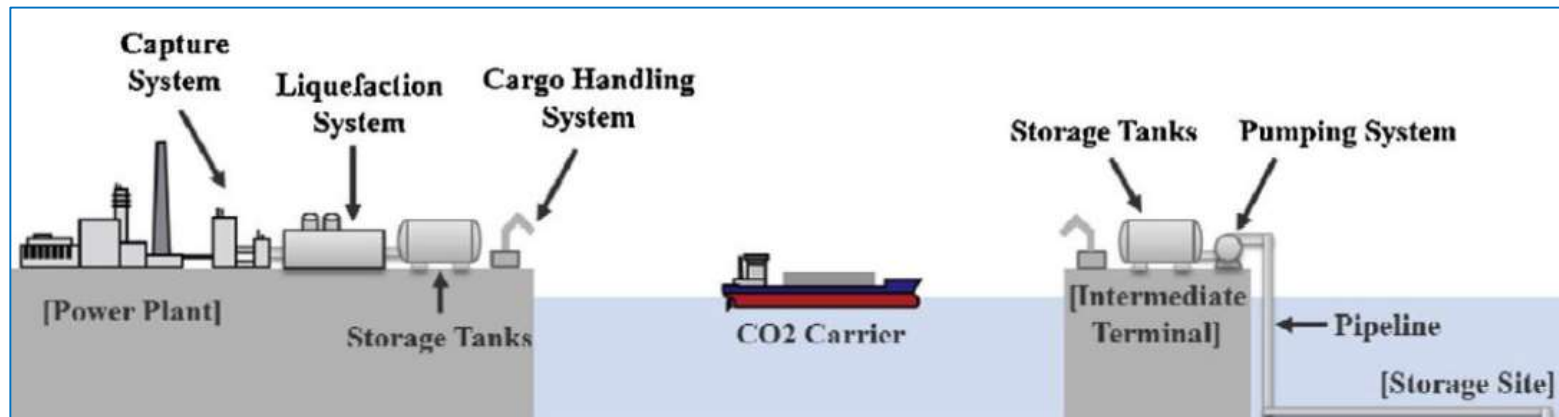 Capture
System
Liquefaction
System
Cargo Handling
System
Storage Tanks
Pumping System
[Power Plant]
Storage Tanks
CO2 Carrier
[Intermediate
Terminal]
Pipeline
[Storage Site]